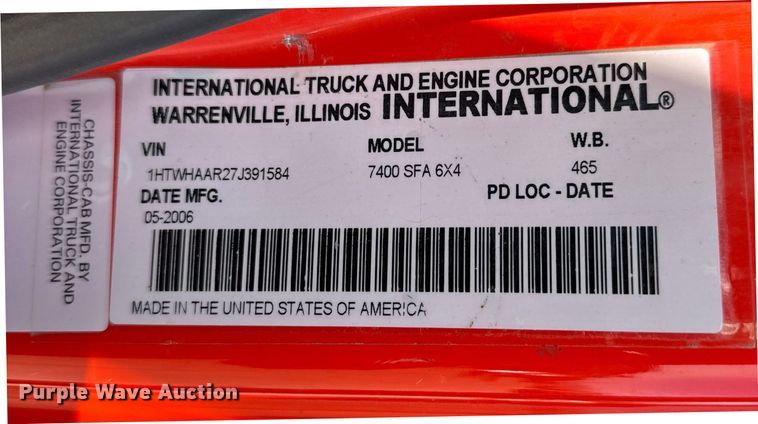 CHASSIS-CAB MFD. BY
INTERNATIONAL TRUCK AND
ENGINE CORPORATION
INTERNATIONAL TRUCK AND ENGINE CORPORATION
WARRENVILLE, ILLINOIS INTERNATIONAL®
VIN MODEL W.B.
1HTWHAAR27J391584 7400 SFA 6X4 465
DATE MFG. PD LOC - DATE
05-2006
MADE IN THE UNITED STATES OF AMERICA
Purple Wave Auction